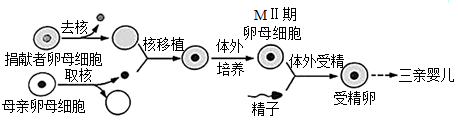 去核
捐献者卵母细胞
取核
母亲卵母细胞
核移植
体外
培养
MⅡ期
卵母细胞
体外受精
精子
受精卵
三亲婴儿